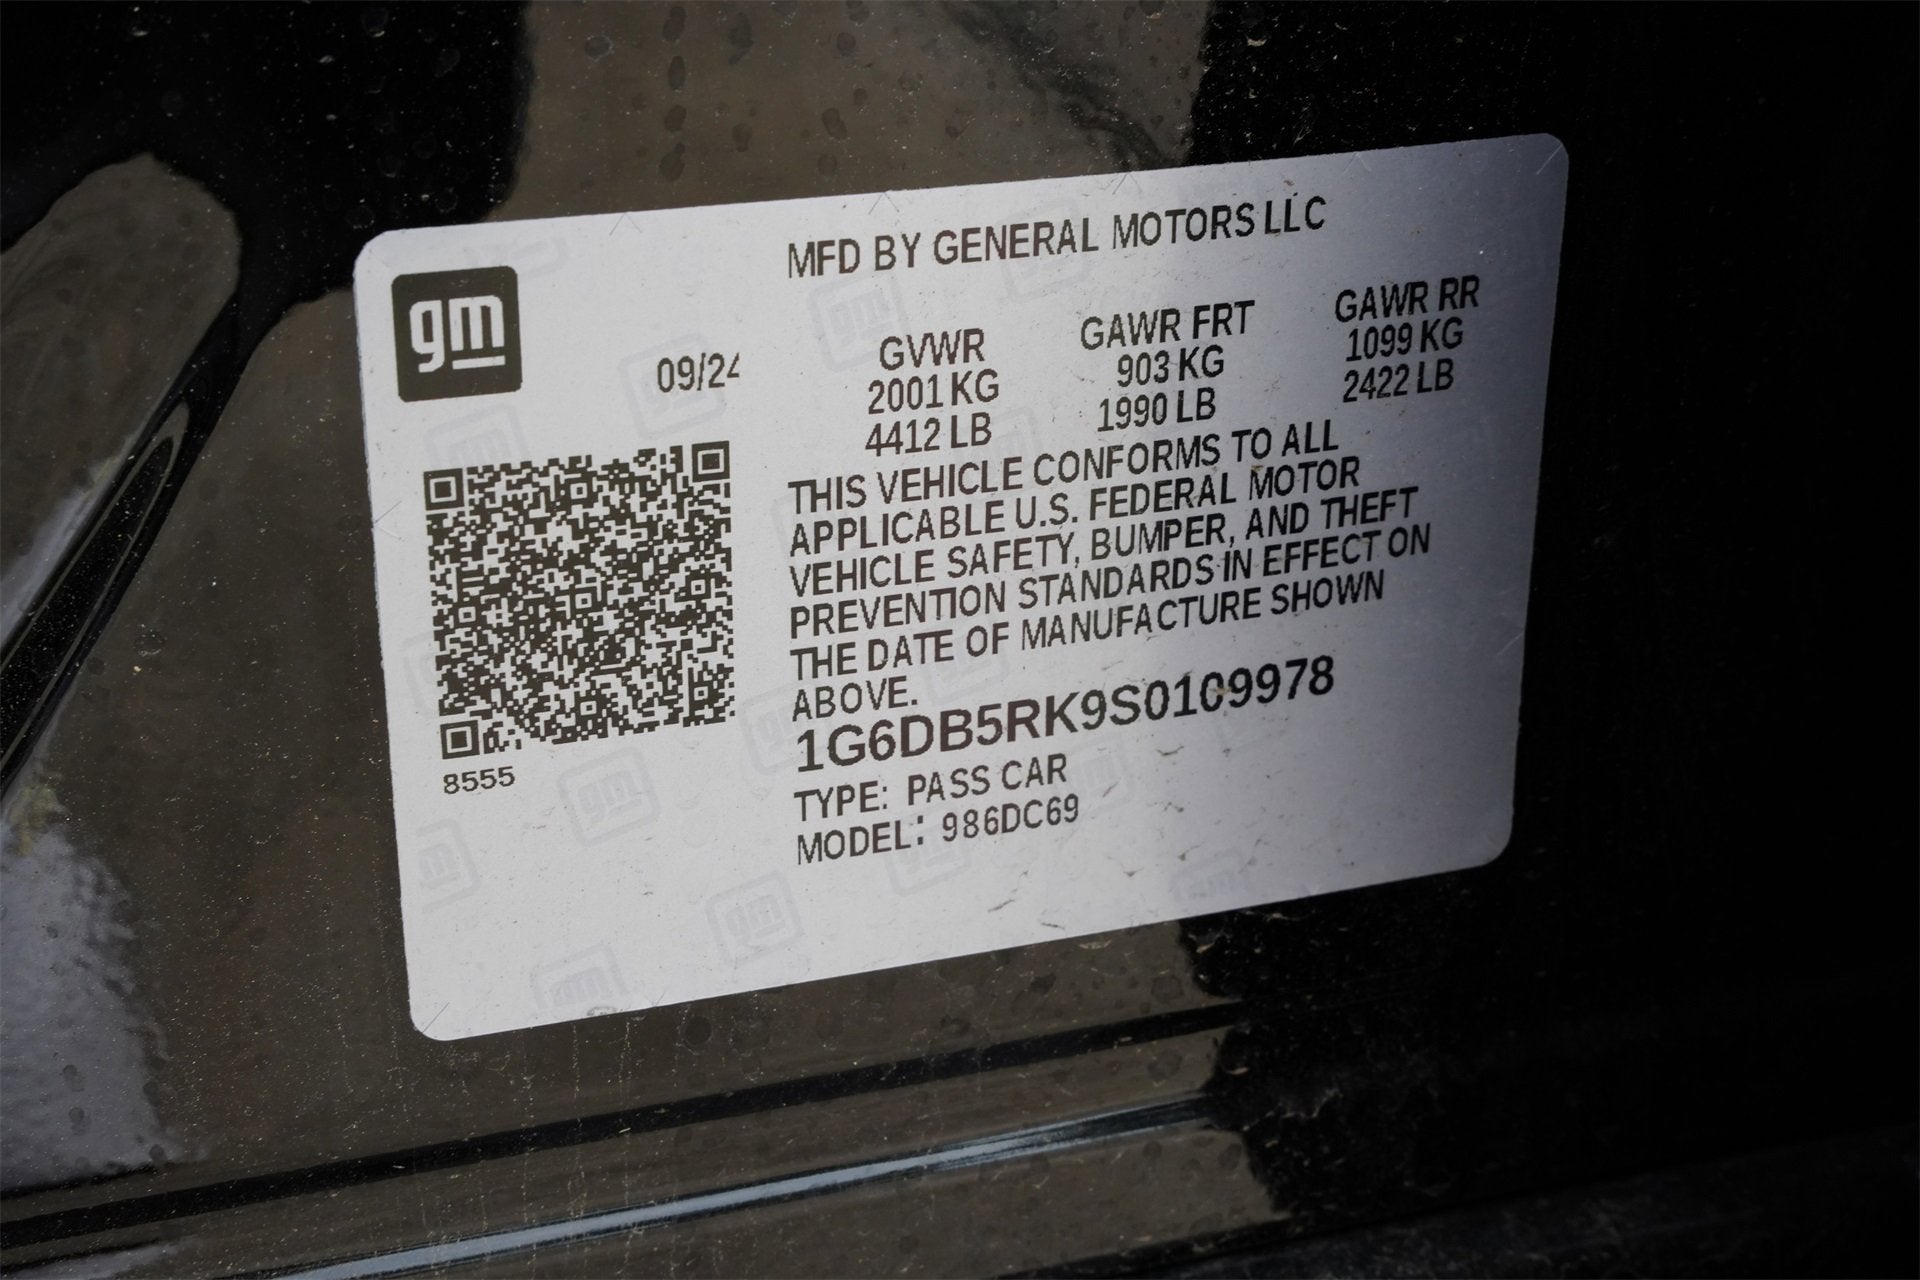 gm
MFD BY GENERAL MOTORS LLC
09/24
GVWR GAWR FRT GAWR RR
2001 KG 903 KG 1099 KG
4412 LB 1990 LB 2422 LB
THIS VEHICLE CONFORMS TO ALL
APPLICABLE U.S. FEDERAL MOTOR
VEHICLE SAFETY, BUMPER, AND THEFT
PREVENTION STANDARDS IN EFFECT ON
THE DATE OF MANUFACTURE SHOWN
ABOVE.
1G6DB5RK9S0109978
TYPE: PASS CAR
MODEL: 986DC69
8555